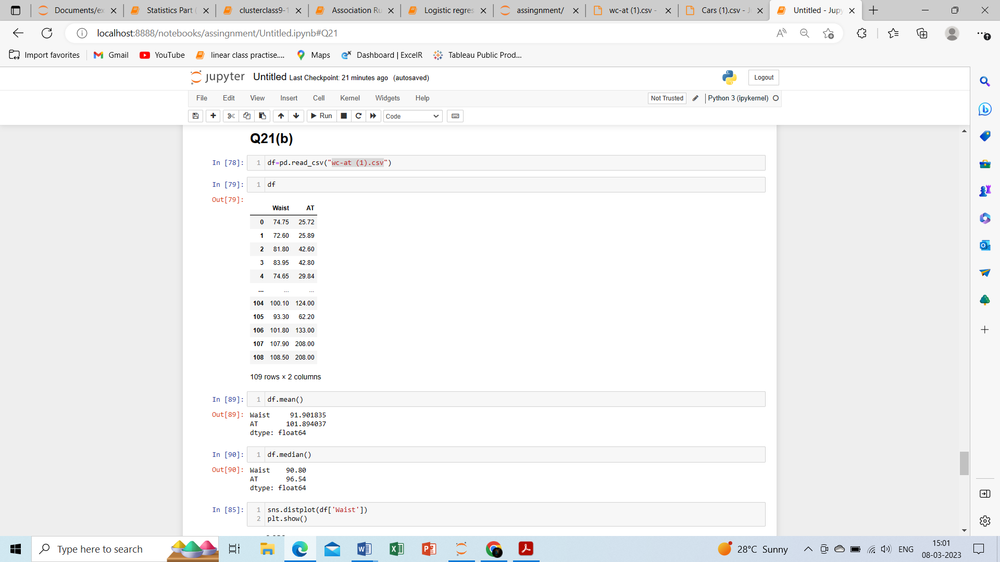 Documents/ex
Statistics Part (
clusterclass9-1
Association Ru
Logistic regres
assingnment/
wc-at (1).csv -
Cars (1).csv - J
Untitled - Jupy
localhost:8888/notebooks/assingnment/Untitled.ipynb#Q21
Import favorites
Gmail
YouTube
linear class practise....
Maps
Dashboard | ExcelR
Tableau Public Prod...
jupyter Untitled Last Checkpoint: 21 minutes ago (autosaved)
Logout
File Edit View Insert Cell Kernel Widgets Help
Not Trusted
Python 3 (ipykernel)
Run
Code
Q21(b)
In [78]: 1 df=pd.read_csv("wc-at (1).csv")
In [79]: 1 df
Out[79]:
Waist AT
0 74.75 25.72
1 72.60 25.89
2 81.80 42.60
3 83.95 42.80
4 74.65 29.84
... ... ...
104 100.10 124.00
105 93.30 62.20
106 101.80 133.00
107 107.90 208.00
108 108.50 208.00
109 rows × 2 columns
In [89]: 1 df.mean()
Out[89]: Waist 91.901835
AT 101.894037
dtype: float64
In [90]: 1 df.median()
Out[90]: Waist 90.80
AT 96.54
dtype: float64
In [85]: 1 sns.distplot(df['Waist'])
2 plt.show()
Type here to search
28°C Sunny
ENG
15:01
08-03-2023